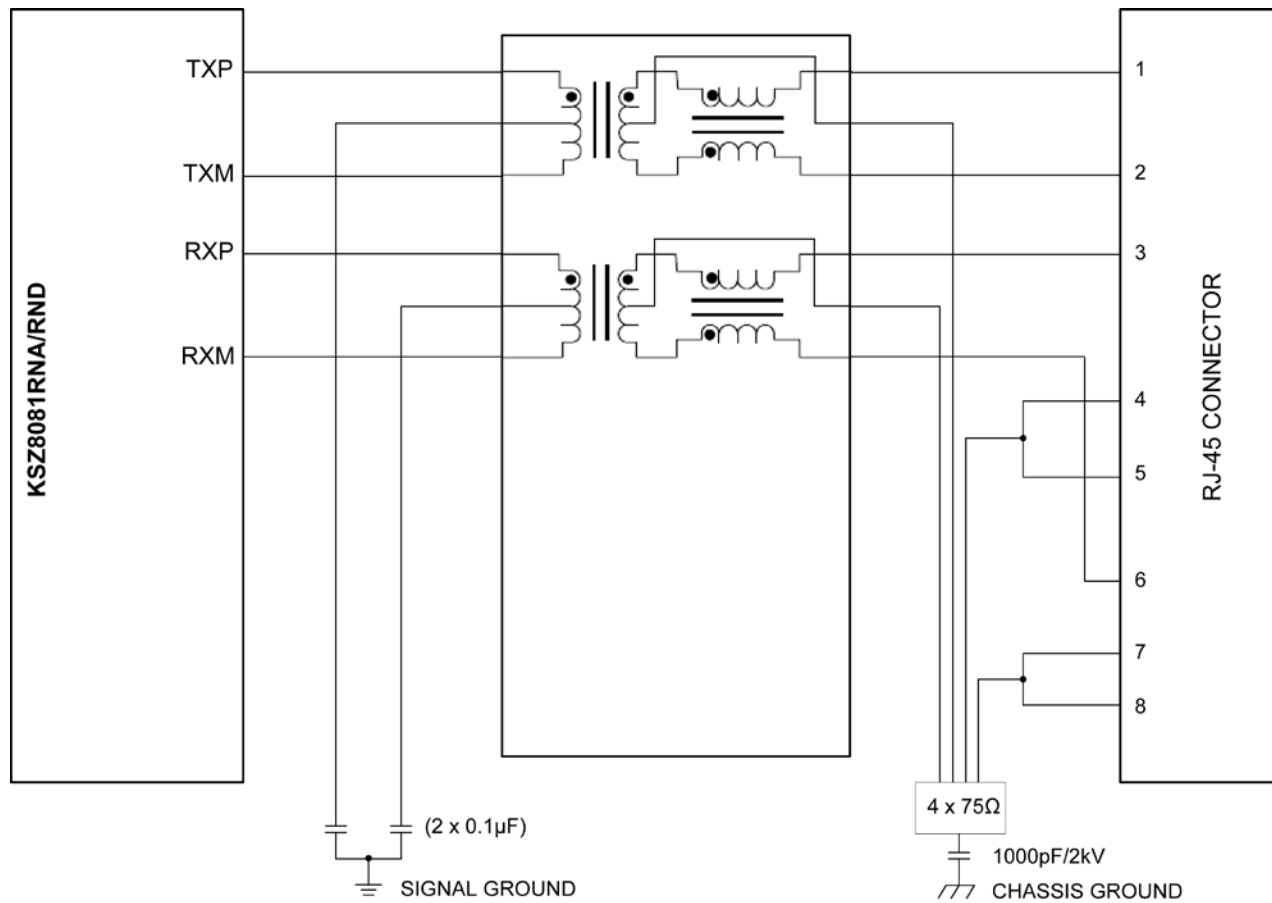 KSZ8081RNA/RND
TXP
TXM
RXP
RXM
1
2
3
4
5
6
7
8
RJ-45 CONNECTOR
(2 x 0.1µF)
SIGNAL GROUND
4 x 75Ω
1000pF/2kV
CHASSIS GROUND